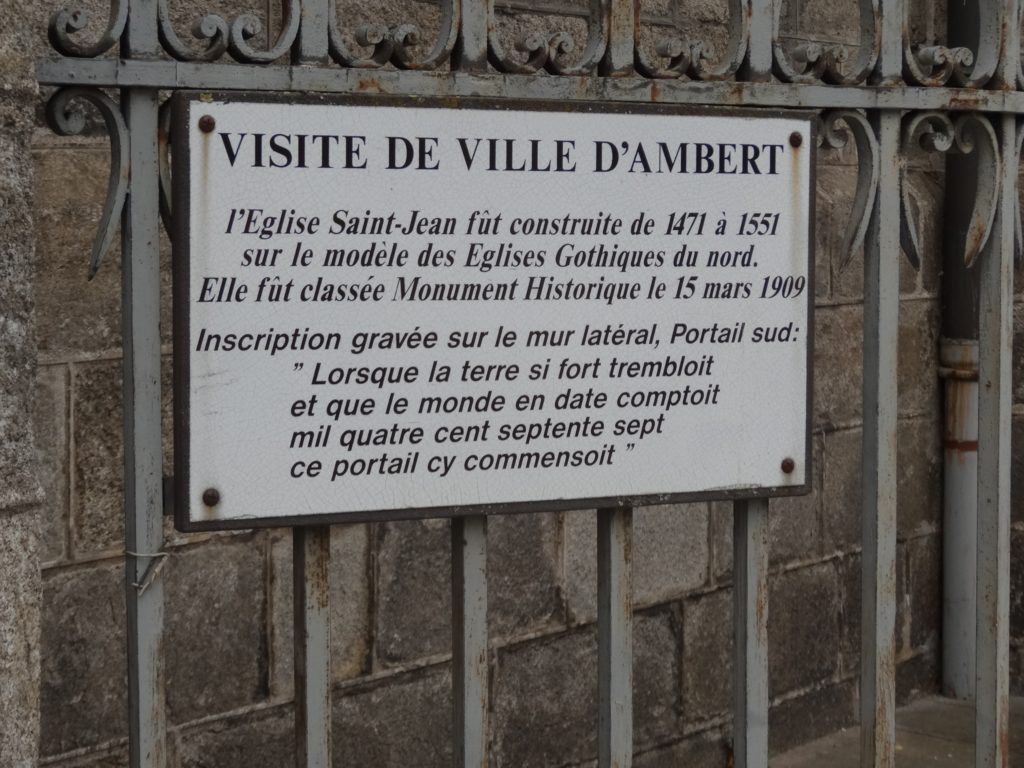 VISITE DE VILLE D'AMBERT
l'Eglise Saint-Jean fût construite de 1471 à 1551
sur le modèle des Eglises Gothiques du nord.
Elle fût classée Monument Historique le 15 mars 1909
Inscription gravée sur le mur latéral, Portail sud:
" Lorsque la terre si fort trembloit
et que le monde en date comptoit
mil quatre cent septente sept
ce portail cy commensoit "